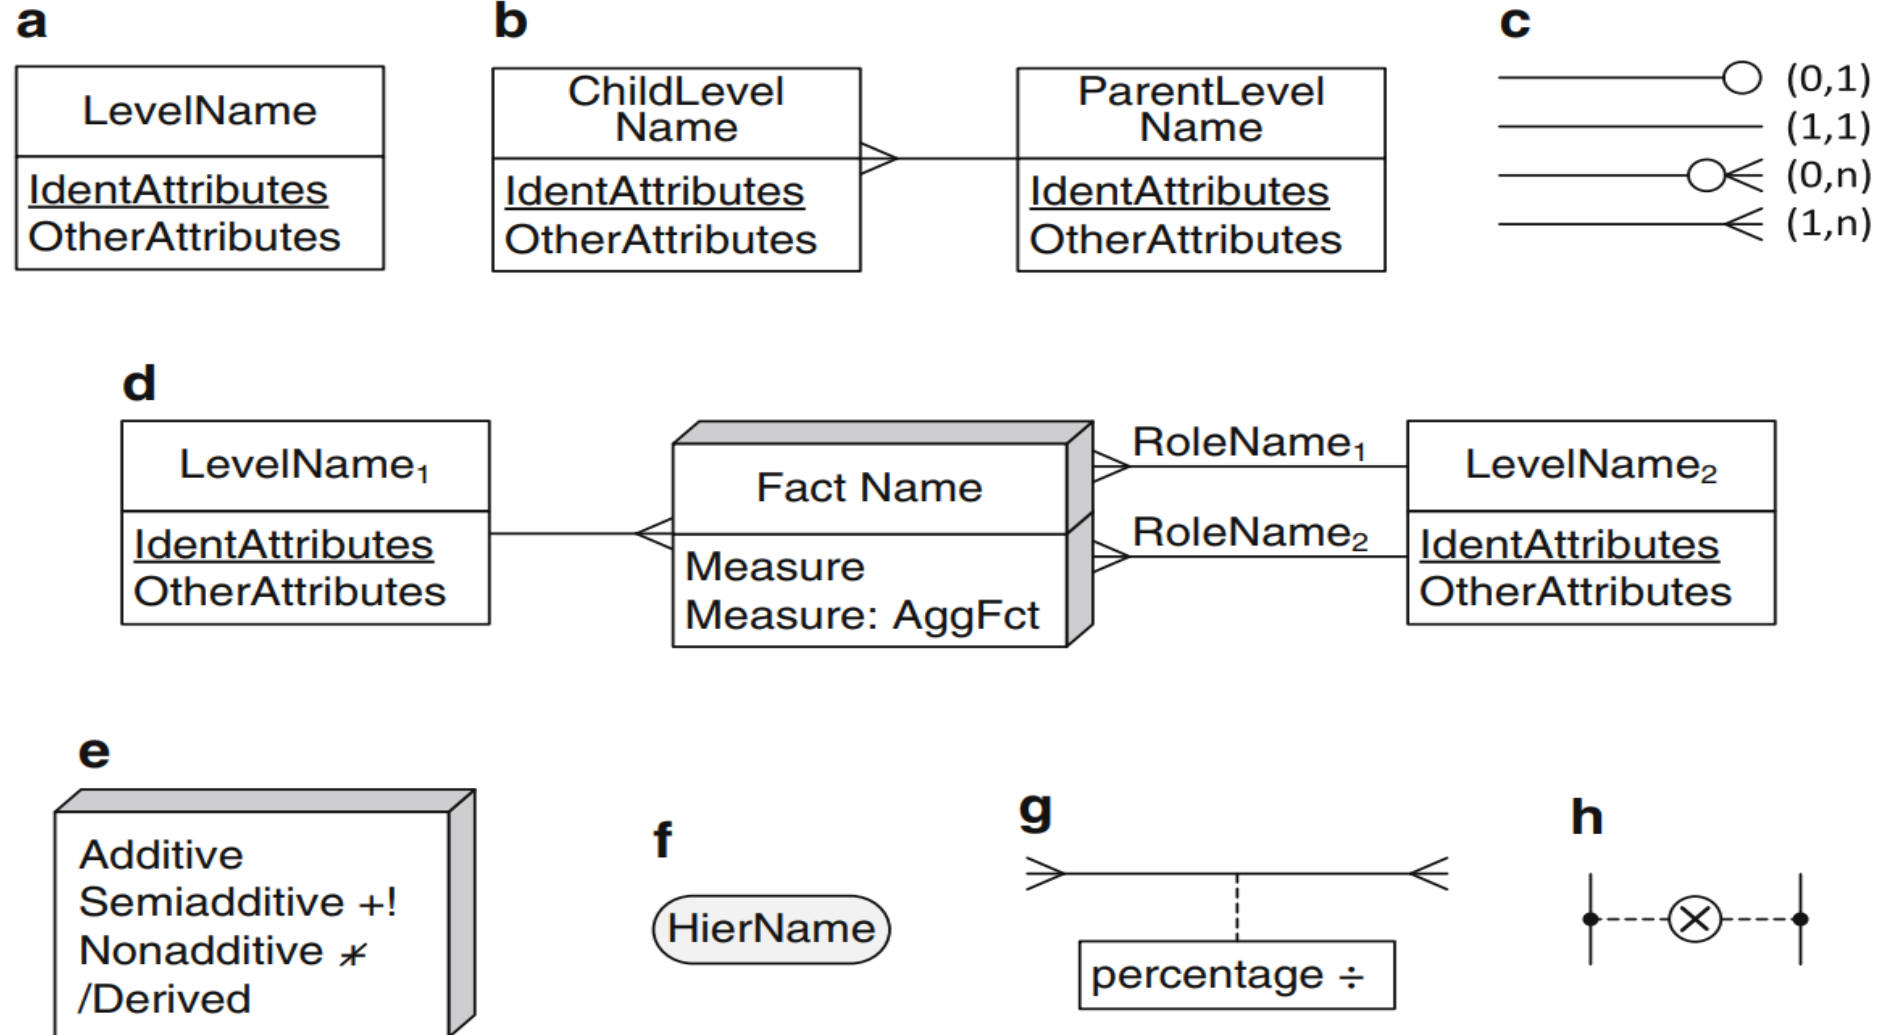 a
LevelName
IdentAttributes
OtherAttributes
b
ChildLevel
Name
IdentAttributes
OtherAttributes
ParentLevel
Name
IdentAttributes
OtherAttributes
c
(0,1)
(1,1)
(0,n)
(1,n)
d
LevelName₁
IdentAttributes
OtherAttributes
Fact Name
Measure
Measure: AggFct
RoleName₁
RoleName₂
LevelName₂
IdentAttributes
OtherAttributes
e
Additive
Semiadditive +!
Nonadditive +̸
/Derived
f
HierName
g
percentage ÷
h